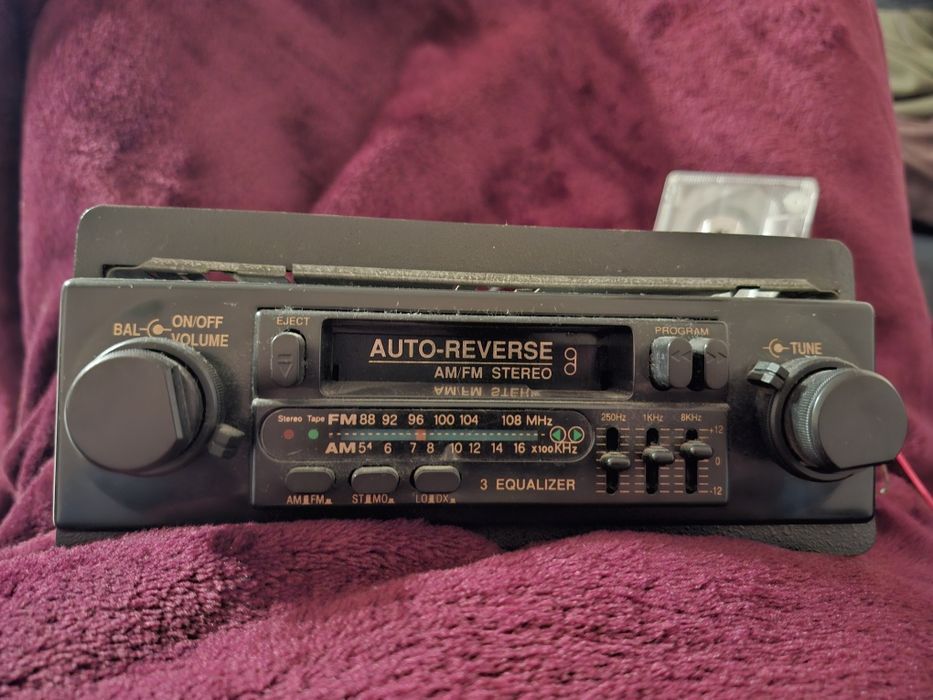 BAL
ON/OFF
VOLUME
EJECT
AUTO-REVERSE
AM/FM STEREO
PROGRAM
TUNE
Stereo Tape FM 88 92 96 100 104 108 MHz
AM 54 6 7 8 10 12 14 16 x100KHz
250Hz 1KHz 8KHz
+12
0
-12
3 EQUALIZER
AM FM ST MO LO DX